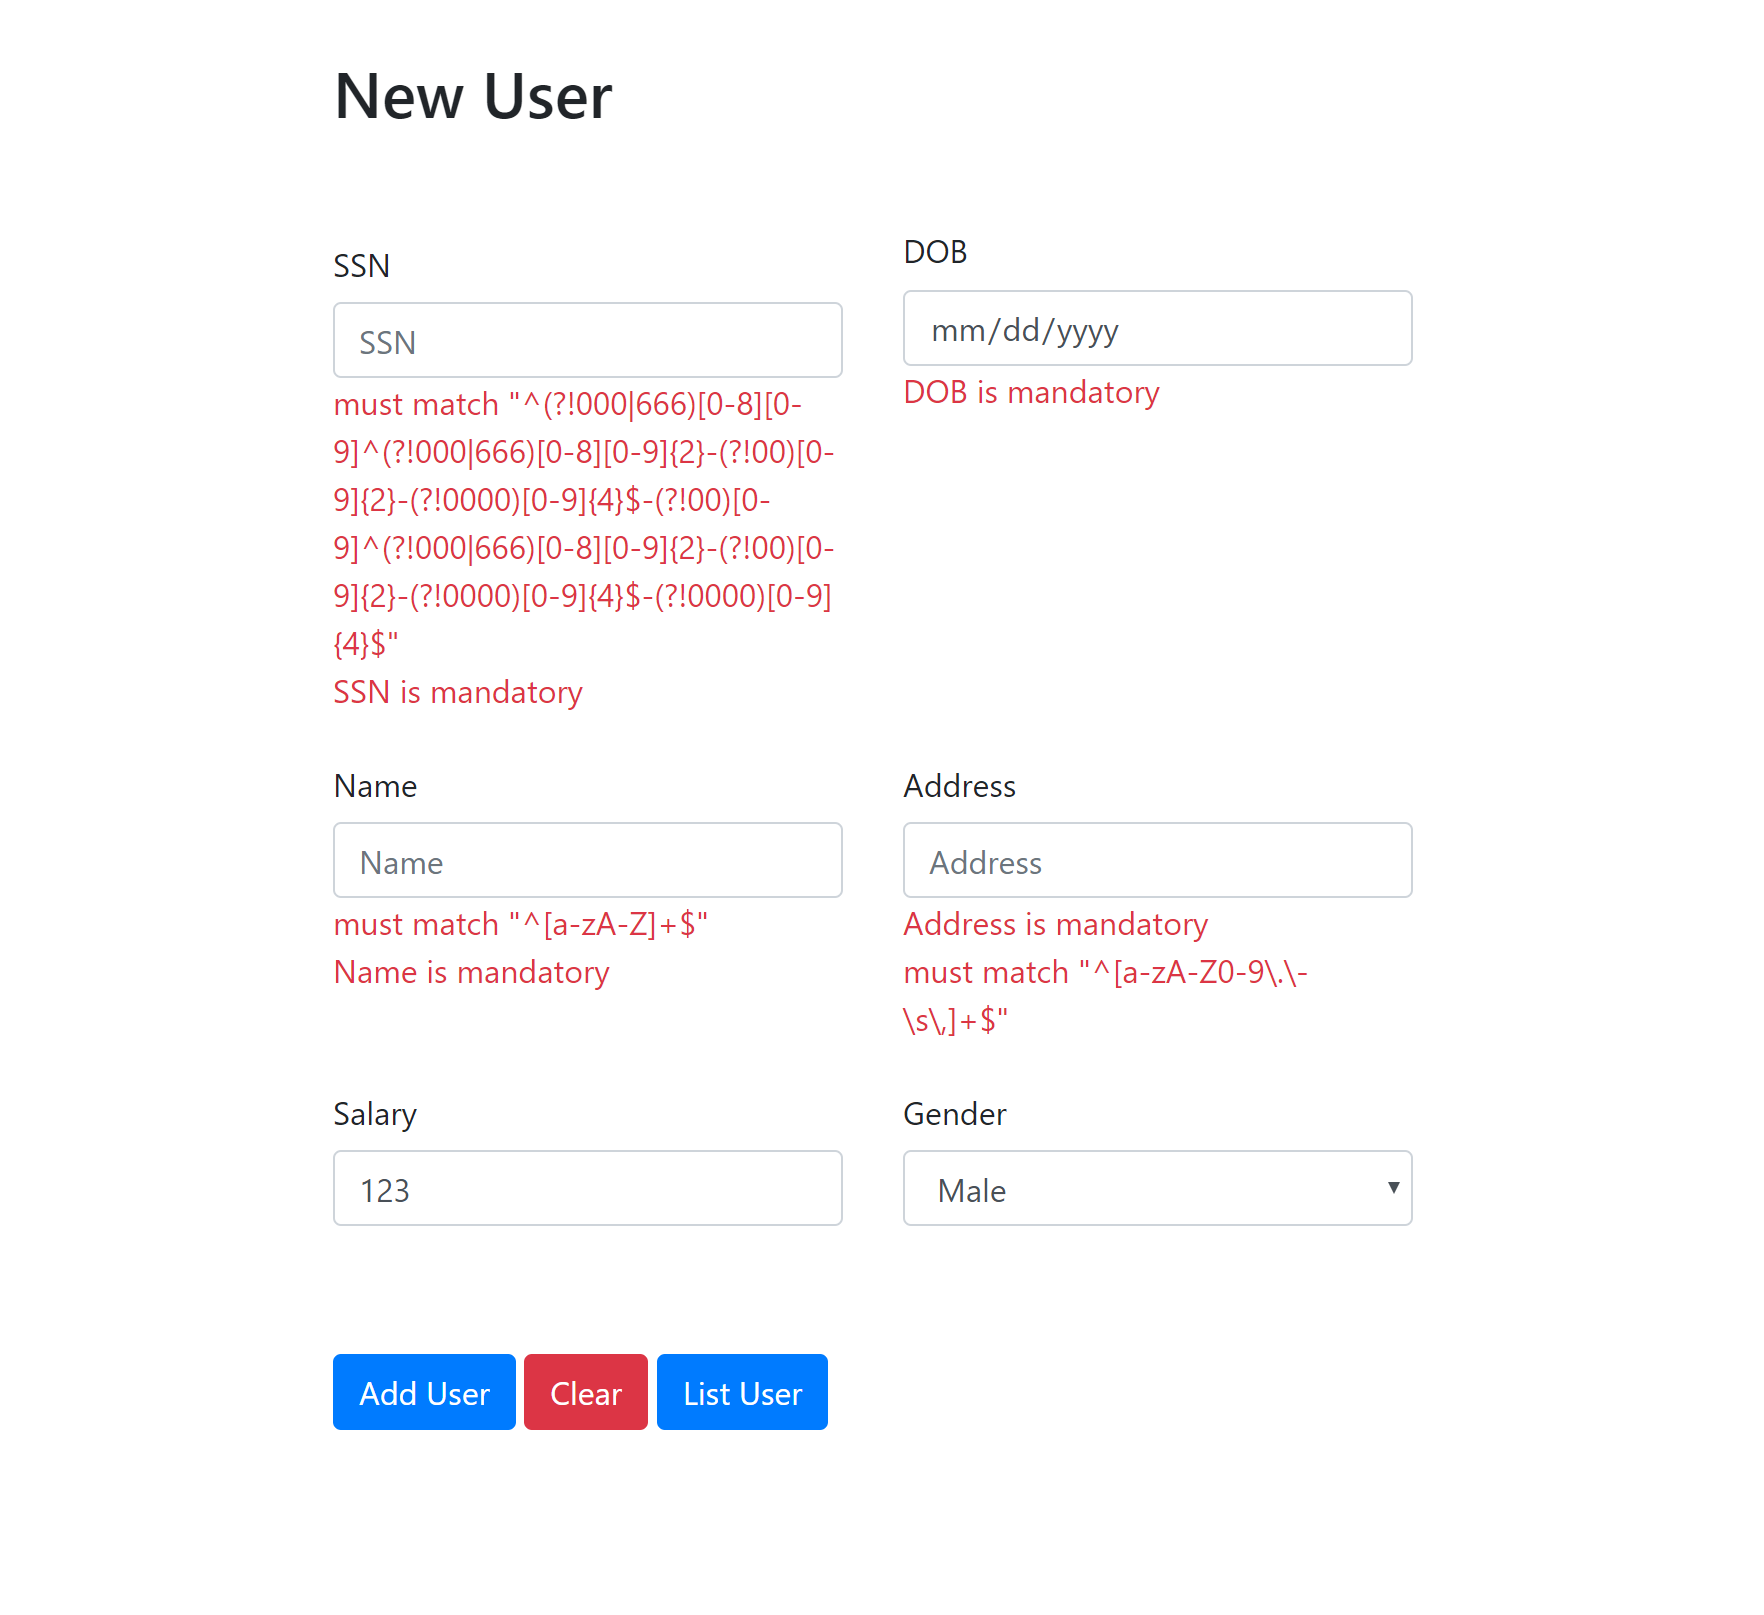 New User
SSN
SSN
must match "^(?!000|666)[0-8][0-
9]^(?!000|666)[0-8][0-9]{2}-(?!00)[0-
9]{2}-(?!0000)[0-9]{4}$-(?!00)[0-
9]^(?!000|666)[0-8][0-9]{2}-(?!00)[0-
9]{2}-(?!0000)[0-9]{4}$-(?!0000)[0-9]
{4}$"
SSN is mandatory
DOB
mm/dd/yyyy
DOB is mandatory
Name
Name
must match "^[a-zA-Z]+$"
Name is mandatory
Address
Address
Address is mandatory
must match "^[a-zA-Z0-9\.\-
\s\,]+$"
Salary
123
Gender
Male
Add User
Clear
List User